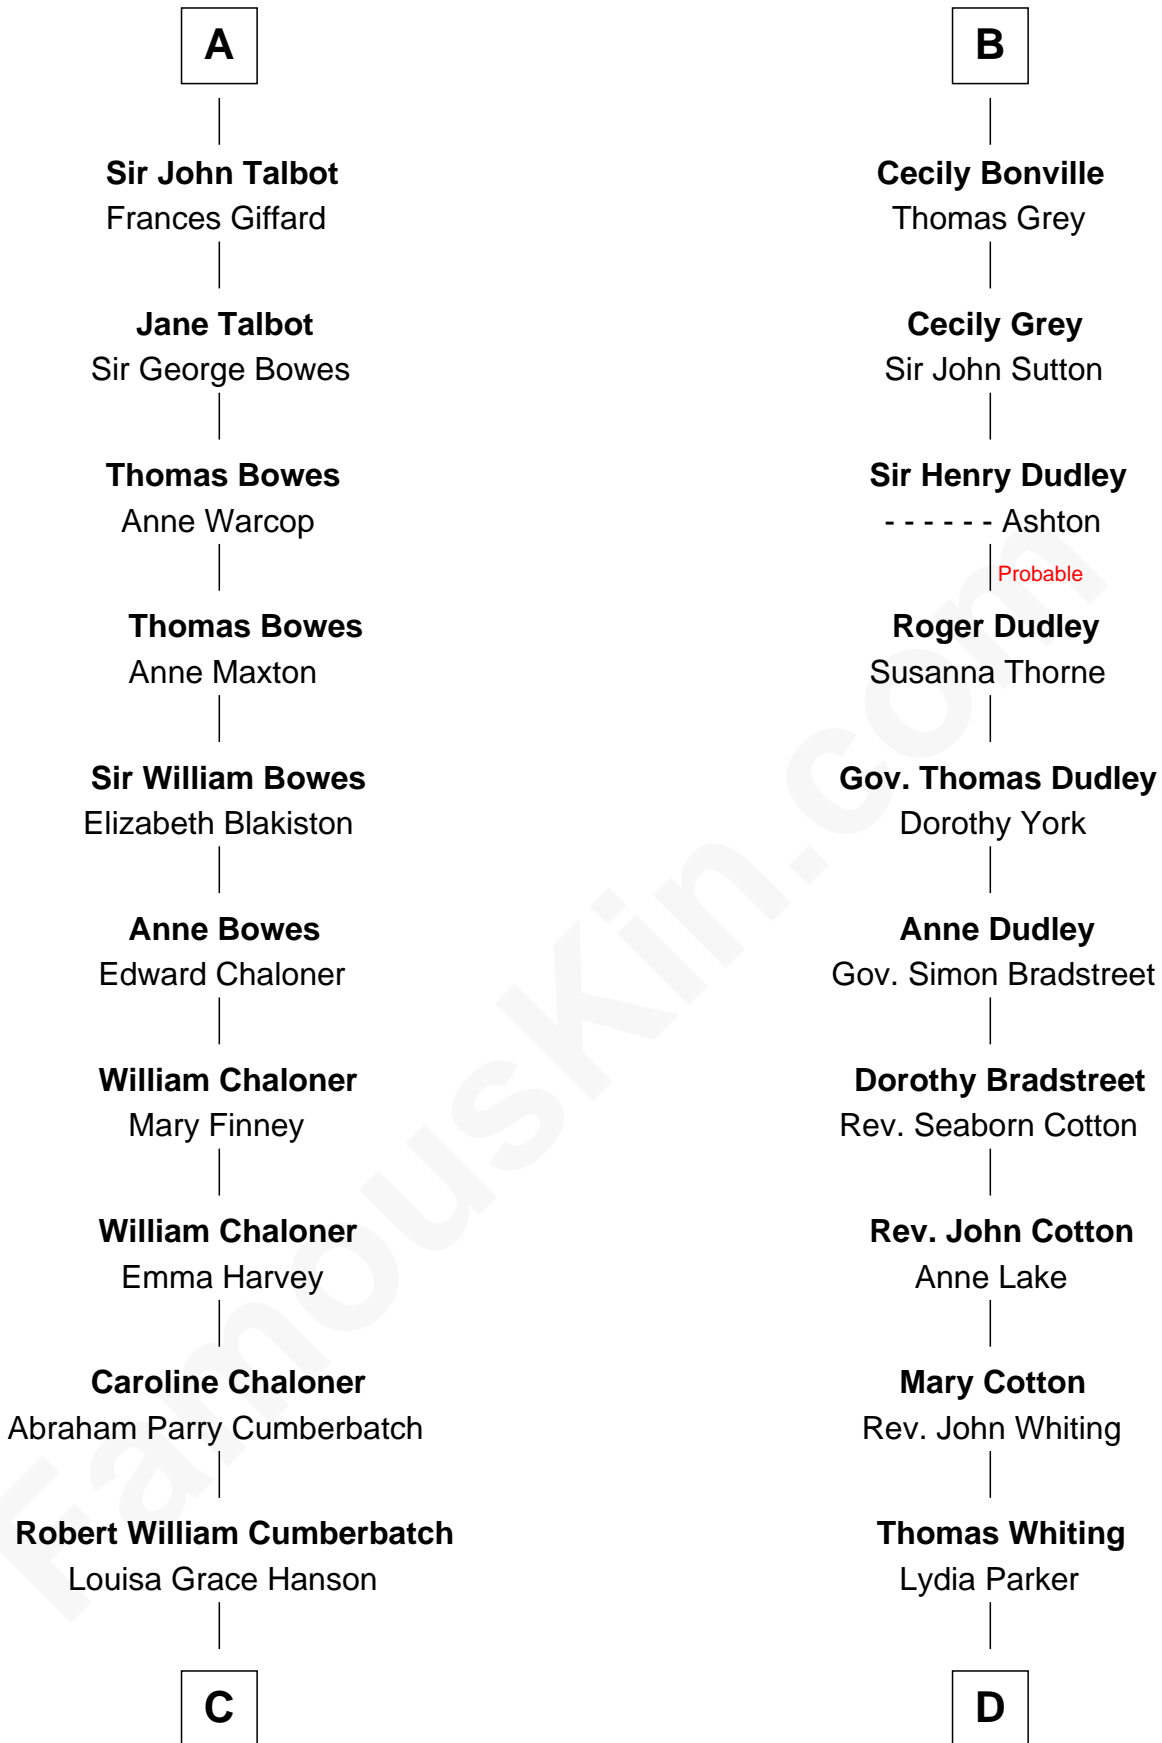 A
Sir John Talbot
Frances Giffard
Jane Talbot
Sir George Bowes
Thomas Bowes
Anne Warcop
Thomas Bowes
Anne Maxton
Sir William Bowes
Elizabeth Blakiston
Anne Bowes
Edward Chaloner
William Chaloner
Mary Finney
William Chaloner
Emma Harvey
Caroline Chaloner
Abraham Parry Cumberbatch
Robert William Cumberbatch
Louisa Grace Hanson
C
B
Cecily Bonville
Thomas Grey
Cecily Grey
Sir John Sutton
Sir Henry Dudley
- - - - - - Ashton
Probable
Roger Dudley
Susanna Thorne
Gov. Thomas Dudley
Dorothy York
Anne Dudley
Gov. Simon Bradstreet
Dorothy Bradstreet
Rev. Seaborn Cotton
Rev. John Cotton
Anne Lake
Mary Cotton
Rev. John Whiting
Thomas Whiting
Lydia Parker
D
FamousKin.com